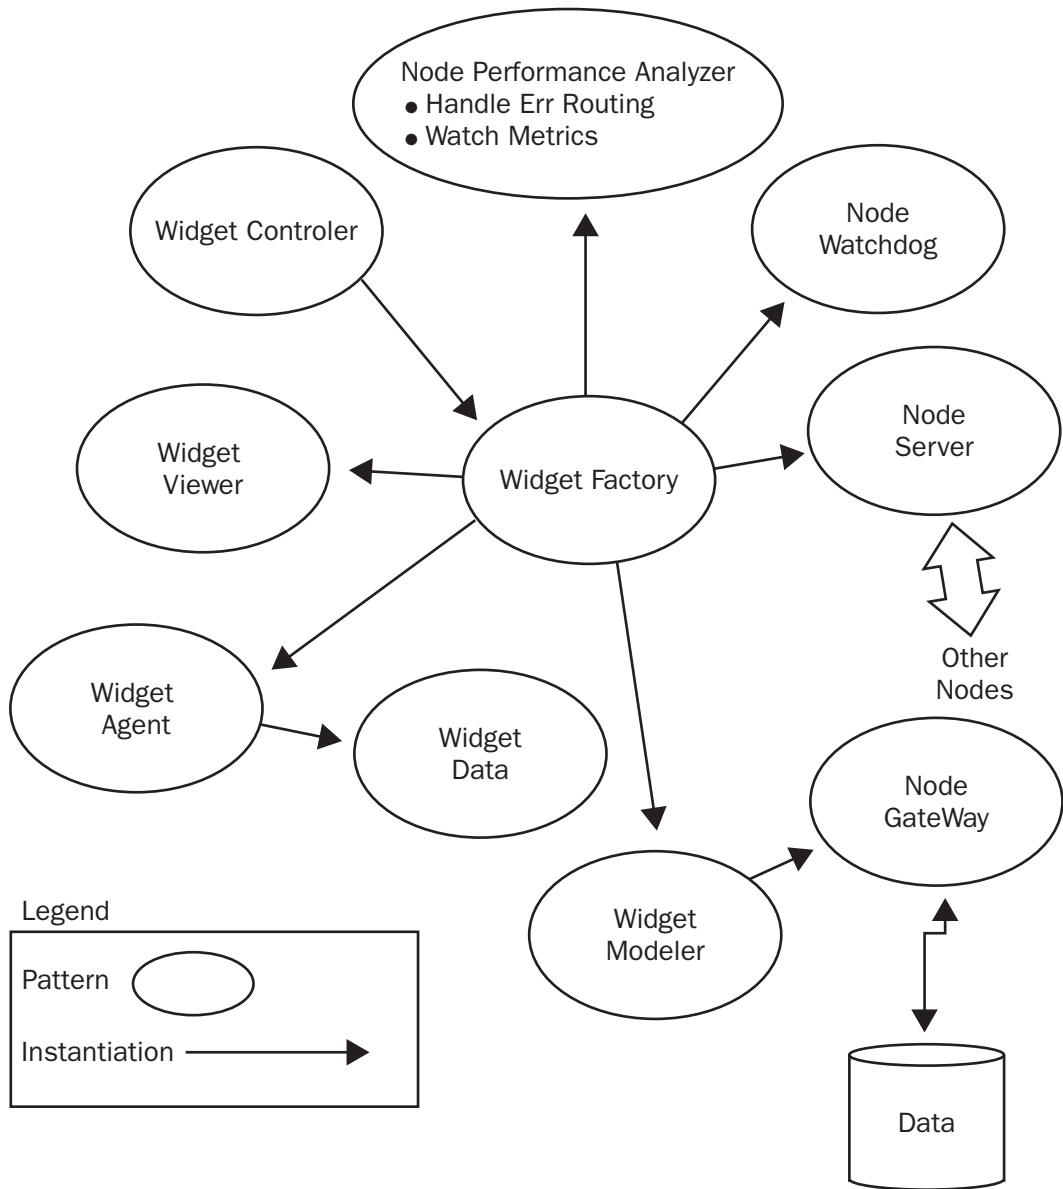 Node Performance Analyzer
● Handle Err Routing
● Watch Metrics
Widget Controler
Node
Watchdog
Node
Server
Widget
Viewer
Widget Factory
Other
Nodes
Widget
Agent
Widget
Data
Node
GateWay
Widget
Modeler
Legend
Pattern
Instantiation
Data